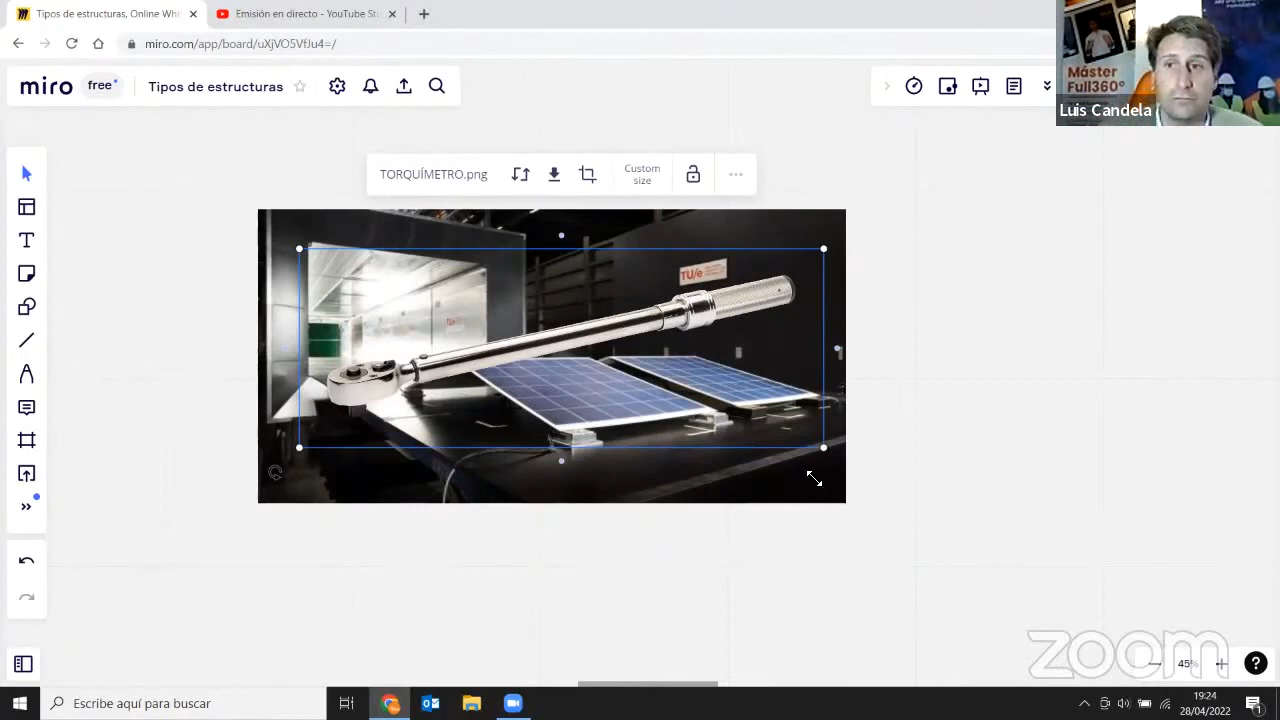 Tipos de estructuras, Online Wh
Emisión en directo - YouTube St
miro.com/app/board/uXjVO5VfJu4=/
miro
free
Tipos de estructuras
Máster
Full360º
Luis Candela
TORQUÍMETRO.png
Custom
size
TU/e
45%
zoom
Escribe aquí para buscar
19:24
28/04/2022
1